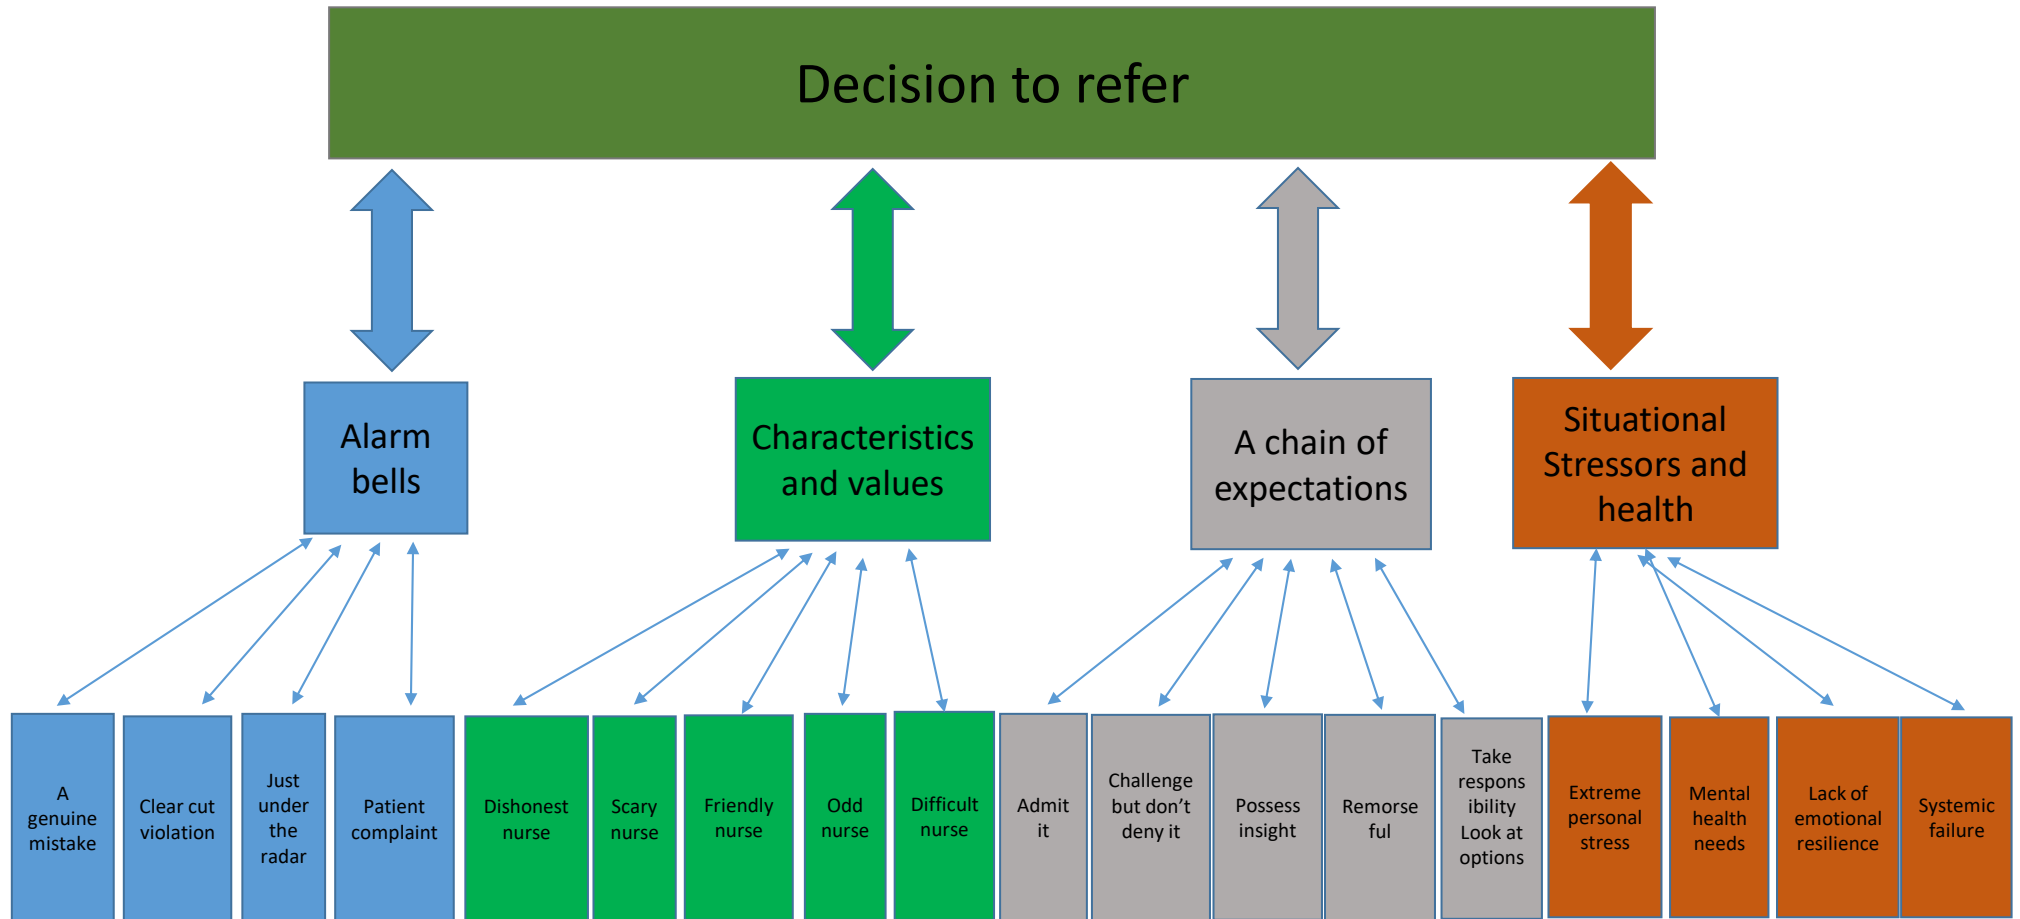 Decision to refer
Alarm
bells
Characteristics
and values
A chain of
expectations
Situational
Stressors and
health
A
genuine
mistake
Clear cut
violation
Just
under
the
radar
Patient
complaint
Dishonest
nurse
Scary
nurse
Friendly
nurse
Odd
nurse
Difficult
nurse
Admit
it
Challenge
but don’t
deny it
Possess
insight
Remorse
ful
Take
respons
ibility
Look at
options
Extreme
personal
stress
Mental
health
needs
Lack of
emotional
resilience
Systemic
failure